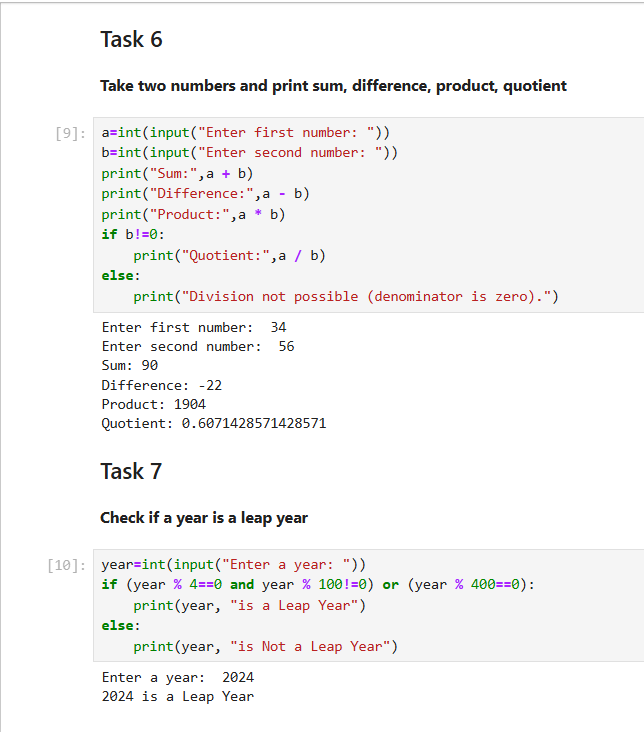 Task 6
Take two numbers and print sum, difference, product, quotient
[9]: a=int(input("Enter first number: "))
b=int(input("Enter second number: "))
print("Sum:",a + b)
print("Difference:",a - b)
print("Product:",a * b)
if b!=0:
    print("Quotient:",a / b)
else:
    print("Division not possible (denominator is zero).")
Enter first number:  34
Enter second number:  56
Sum: 90
Difference: -22
Product: 1904
Quotient: 0.6071428571428571
Task 7
Check if a year is a leap year
[10]: year=int(input("Enter a year: "))
if (year % 4==0 and year % 100!=0) or (year % 400==0):
    print(year, "is a Leap Year")
else:
    print(year, "is Not a Leap Year")
Enter a year:  2024
2024 is a Leap Year